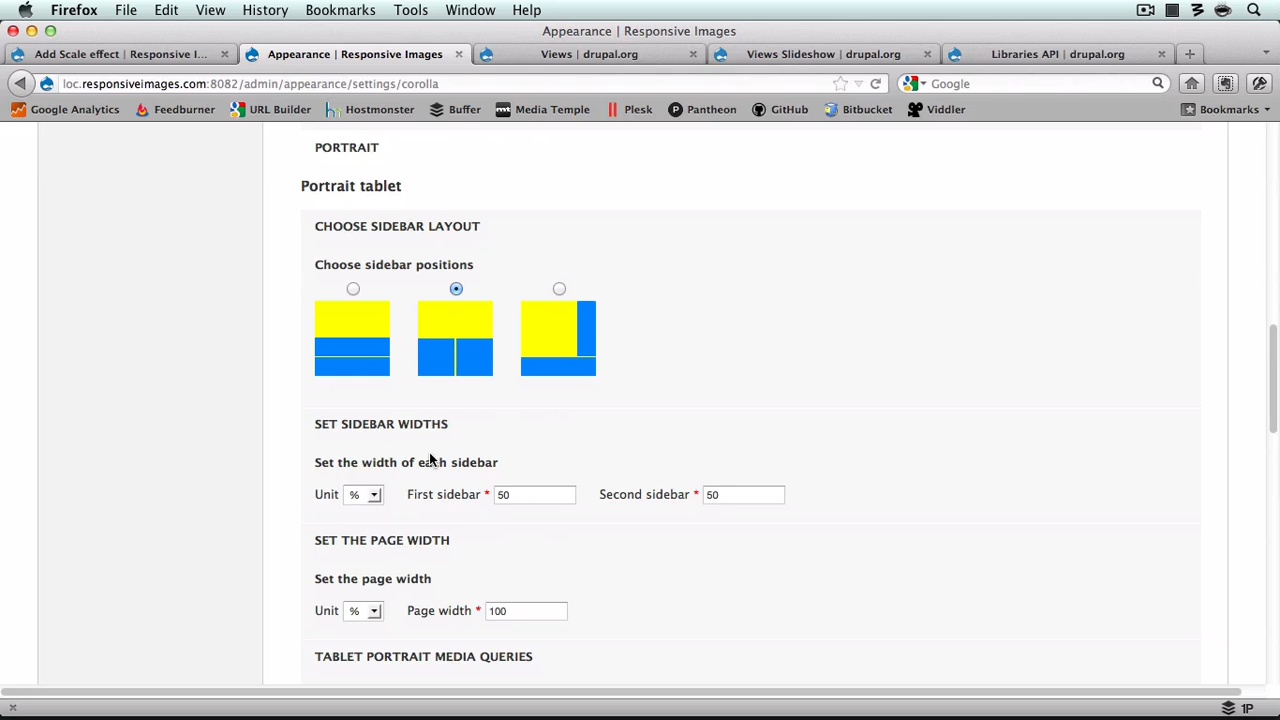 Firefox File Edit View History Bookmarks Tools Window Help
Appearance | Responsive Images
Add Scale effect | Responsive I... Appearance | Responsive Images Views | drupal.org Views Slideshow | drupal.org Libraries API | drupal.org
loc.responsiveimages.com:8082/admin/appearance/settings/corolla Google
Google Analytics Feedburner URL Builder Hostmonster Buffer Media Temple Plesk Pantheon GitHub Bitbucket Viddler Bookmarks
PORTRAIT
Portrait tablet
CHOOSE SIDEBAR LAYOUT
Choose sidebar positions
SET SIDEBAR WIDTHS
Set the width of each sidebar
Unit % First sidebar * 50 Second sidebar * 50
SET THE PAGE WIDTH
Set the page width
Unit % Page width * 100
TABLET PORTRAIT MEDIA QUERIES
1P